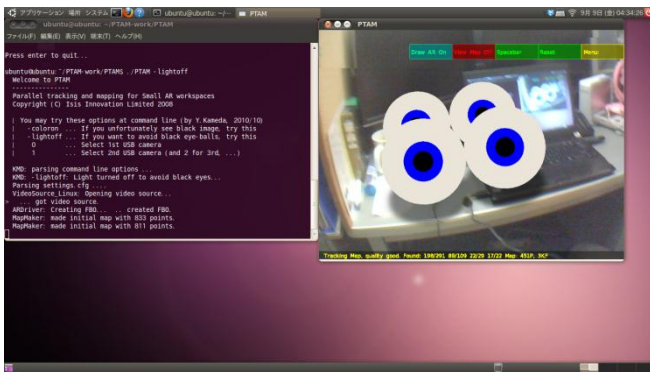 アプリケーション 場所 システム ubuntu@ubuntu: ~/... PTAM 9月 9日 (金) 04:34:26
ubuntu@ubuntu: ~/PTAM-work/PTAM
ファイル(F) 編集(E) 表示(V) 端末(T) ヘルプ(H)
Press enter to quit...
ubuntu@ubuntu:~/PTAM-work/PTAM$ ./PTAM -lightoff
Welcome to PTAM
---------------
Parallel tracking and mapping for Small AR workspaces
Copyright (C) Isis Innovation Limited 2008
| You may try these options at command line (by Y.Kameda, 2010/10)
| -coloron ... If you unfortunately see black image, try this
| -lightoff ... If you want to avoid black eye-balls, try this
| 0 ... Select 1st USB camera
| 1 ... Select 2nd USB camera (and 2 for 3rd, ...)
KMD: parsing command line options ...
KMD: -lightoff: Light turned off to avoid black eyes...
Parsing settings.cfg ....
VideoSource_Linux: Opening video source...
> ... got video source.
ARDriver: Creating FBO... .. created FBO.
MapMaker: made initial map with 833 points.
MapMaker: made initial map with 811 points.
PTAM
Draw AR: On View Map: Off Spacebar Reset Menu:
Tracking Map, quality good. Found: 198/291 80/109 22/29 17/22 Map: 451P, 3KF